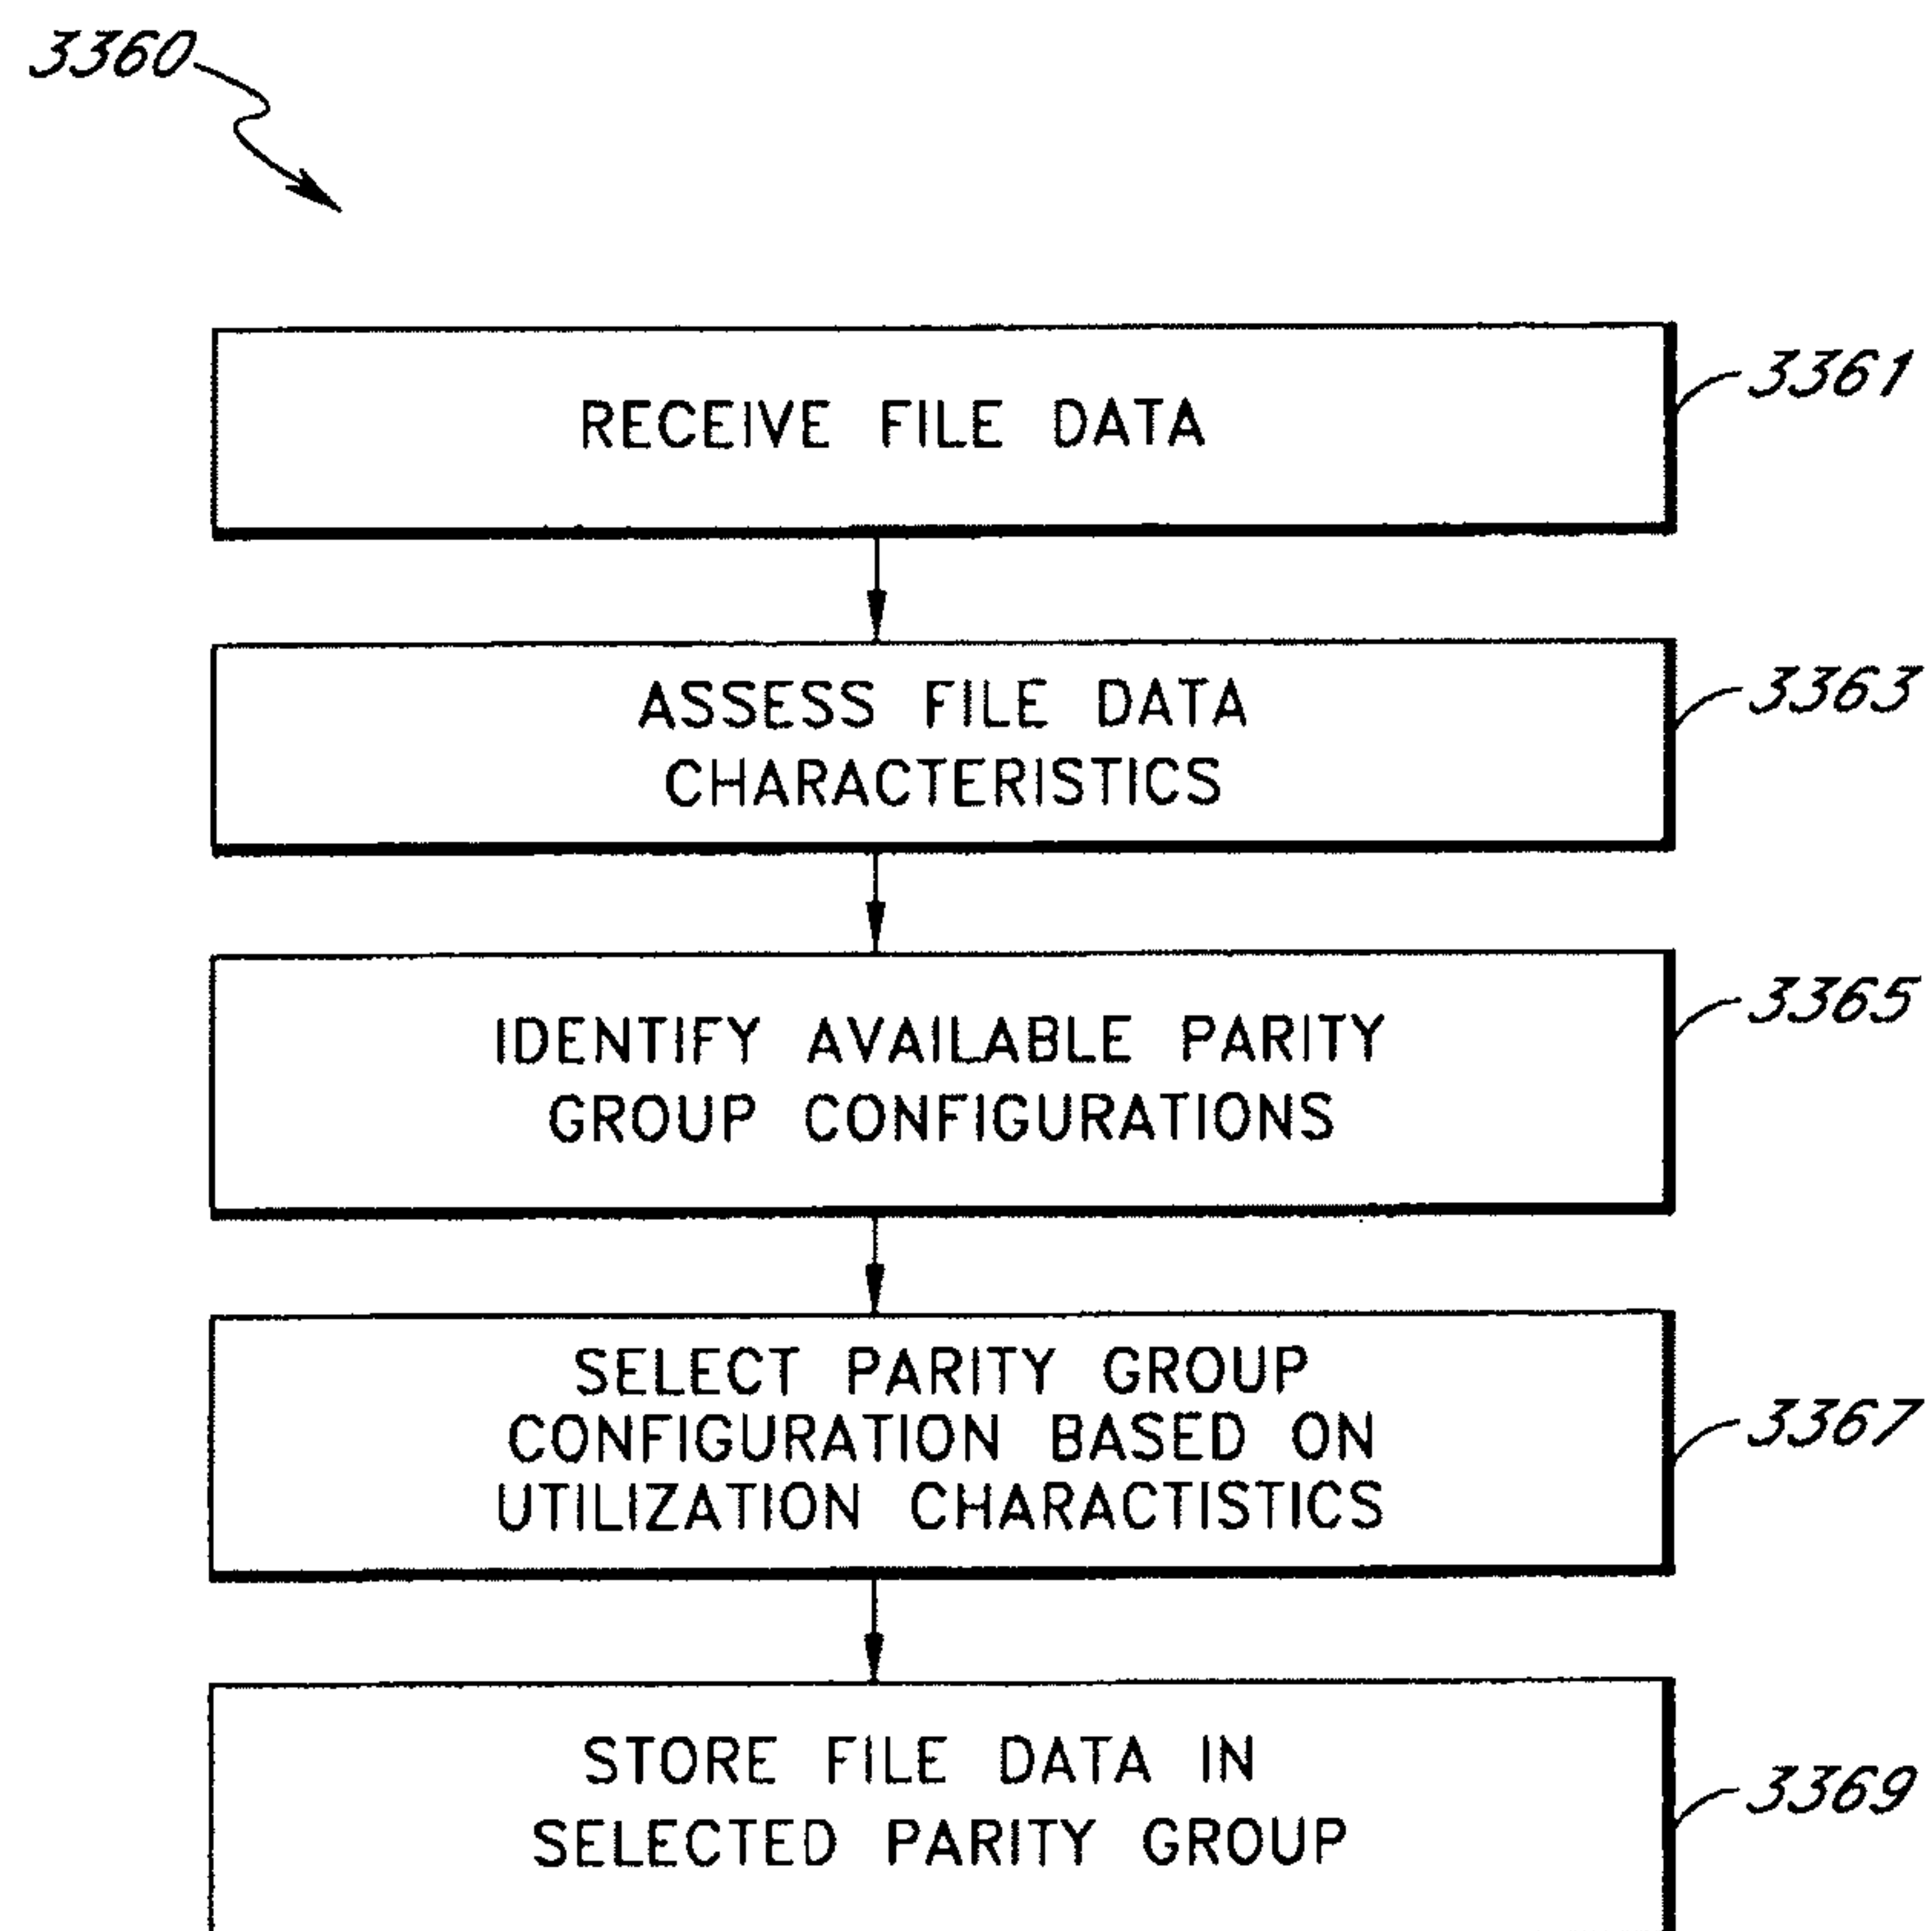 3360
RECEIVE FILE DATA
3361
ASSESS FILE DATA
CHARACTERISTICS
3363
IDENTIFY AVAILABLE PARITY
GROUP CONFIGURATIONS
3365
SELECT PARITY GROUP
CONFIGURATION BASED ON
UTILIZATION CHARACTISTICS
3367
STORE FILE DATA IN
SELECTED PARITY GROUP
3369